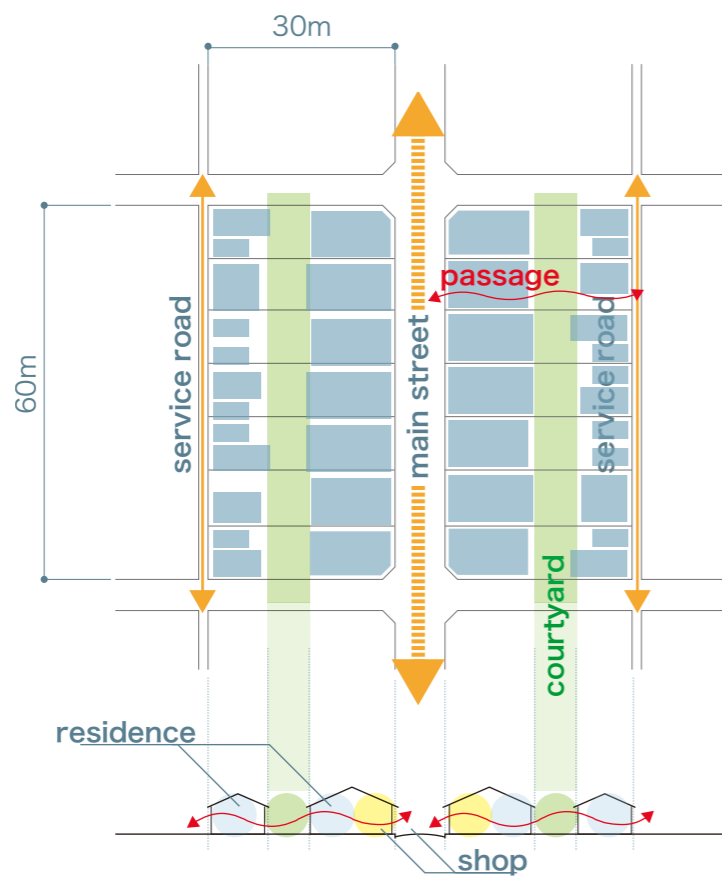 30m
60m
service road
main street
passage
service road
courtyard
residence
shop